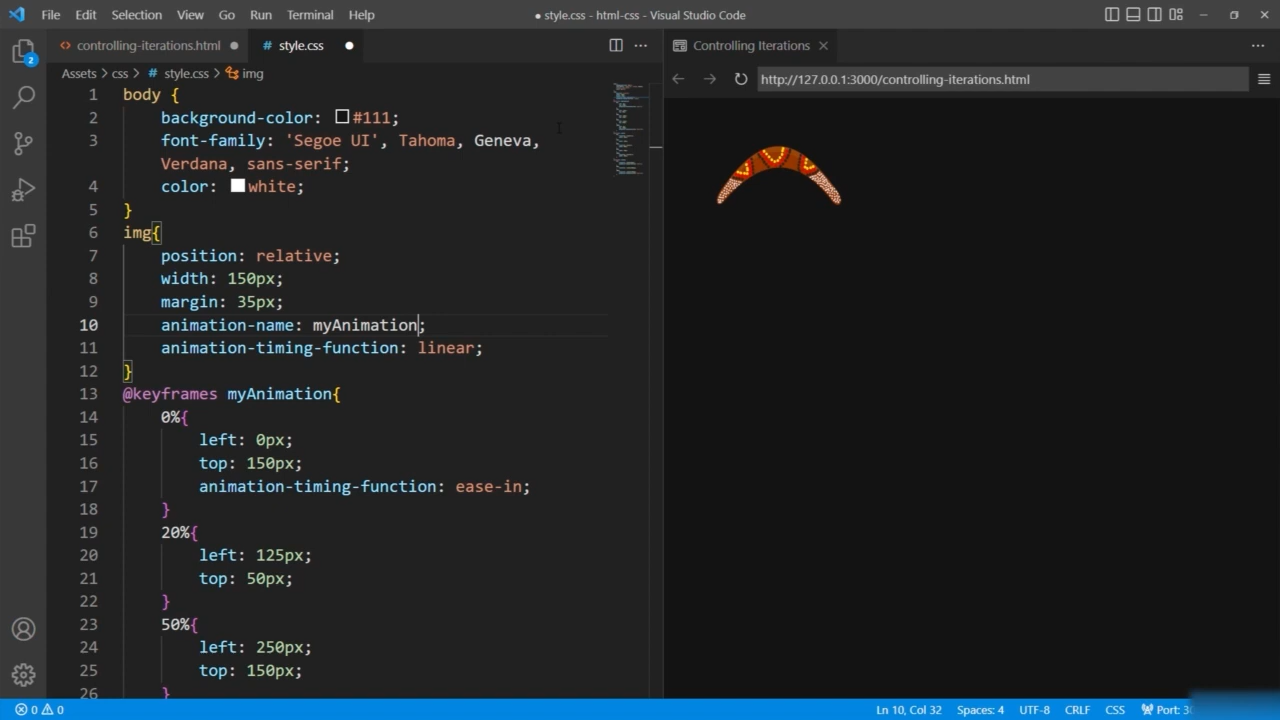 File Edit Selection View Go Run Terminal Help
● style.css - html-css - Visual Studio Code
controlling-iterations.html
# style.css
Controlling Iterations
Assets > css > # style.css > img
http://127.0.0.1:3000/controlling-iterations.html
2
1 body {
2 background-color: #111;
3 font-family: 'Segoe UI', Tahoma, Geneva,
Verdana, sans-serif;
4 color: white;
5 }
6 img{
7 position: relative;
8 width: 150px;
9 margin: 35px;
10 animation-name: myAnimation;
11 animation-timing-function: linear;
12 }
13 @keyframes myAnimation{
14 0%{
15 left: 0px;
16 top: 150px;
17 animation-timing-function: ease-in;
18 }
19 20%{
20 left: 125px;
21 top: 50px;
22 }
23 50%{
24 left: 250px;
25 top: 150px;
26 }
0 0 Ln 10, Col 32 Spaces: 4 UTF-8 CRLF CSS Port: